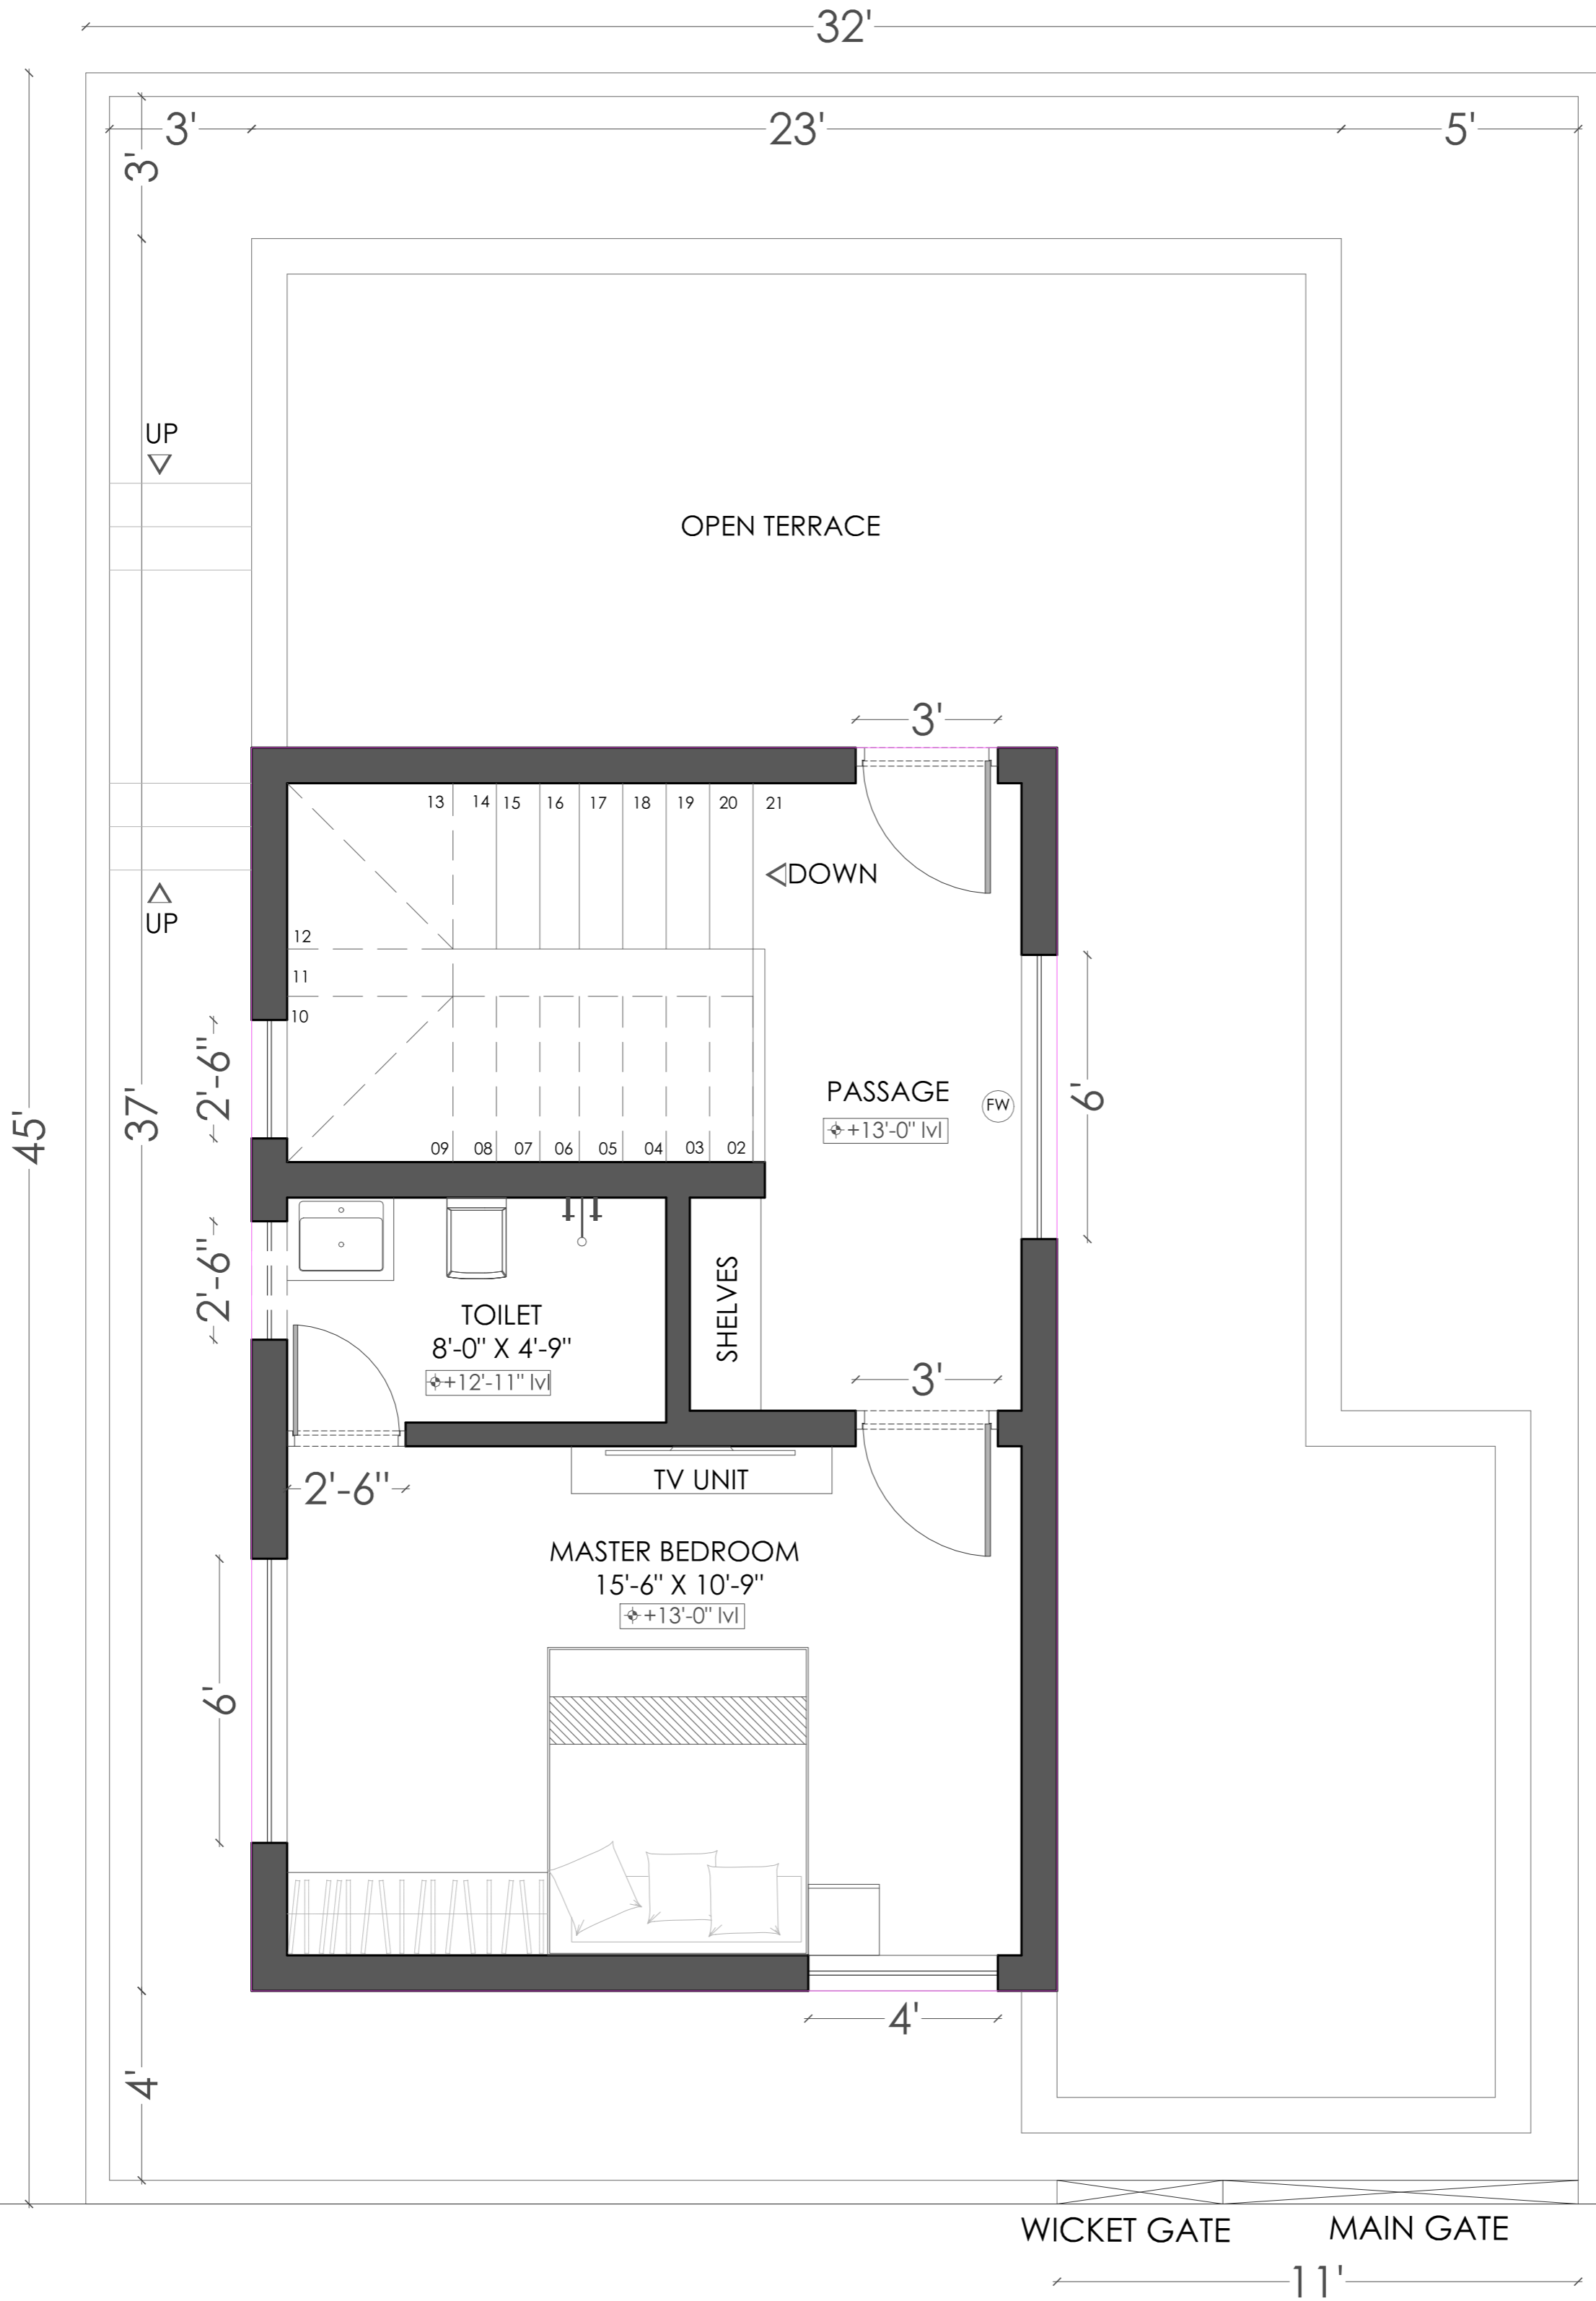 32'
3'
23'
5'
3'
UP
OPEN TERRACE
3'
13
14
15
16
17
18
19
20
21
DOWN
UP
12
11
10
2'-6"
PASSAGE
FW
+13'-0" lvl
6'
37'
45'
09
08
07
06
05
04
03
02
2'-6"
SHELVES
TOILET
8'-0" X 4'-9"
+12'-11" lvl
3'
2'-6"
TV UNIT
MASTER BEDROOM
15'-6" X 10'-9"
+13'-0" lvl
6'
4'
4'
WICKET GATE
MAIN GATE
11'